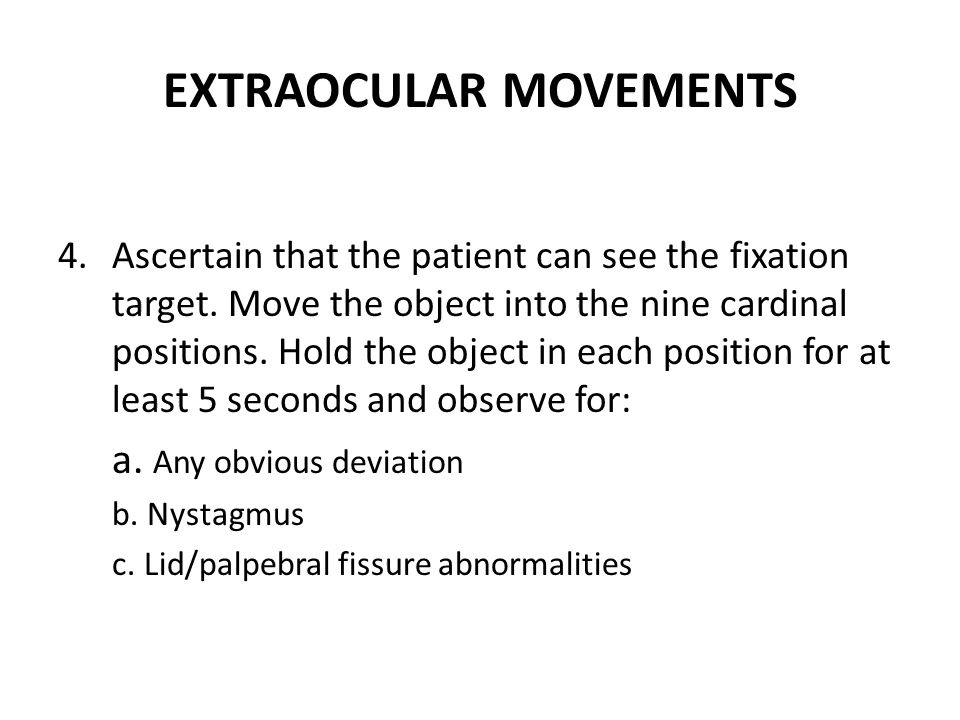 EXTRAOCULAR MOVEMENTS
4. Ascertain that the patient can see the fixation
target. Move the object into the nine cardinal
positions. Hold the object in each position for at
least 5 seconds and observe for:
a. Any obvious deviation
b. Nystagmus
c. Lid/palpebral fissure abnormalities